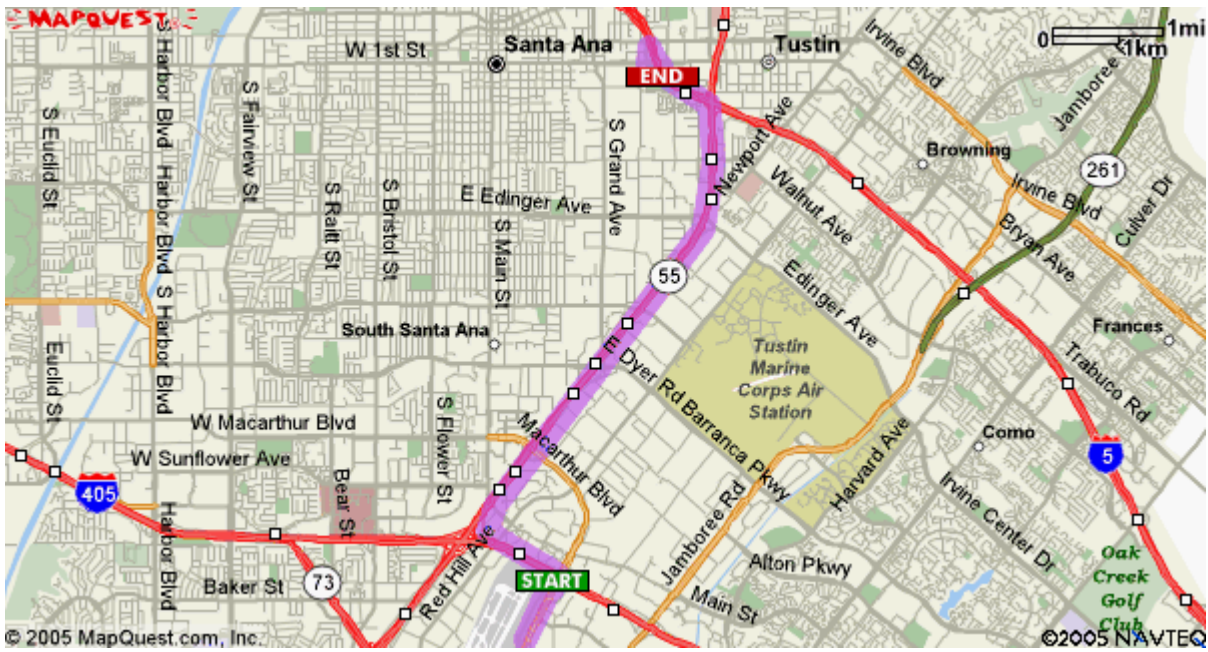 MAPQUEST
0
1mi
1km
W 1st St
Santa Ana
Tustin
END
Irvine Blvd
Jamboree
S Harbor Blvd
Harbor Blvd
S Harbor Blvd
Harbor Blvd
S Euclid St
Euclid St
S Fairview St
S Raitt St
S Bristol St
S Main St
S Grand Ave
E Edinger Ave
Newport Ave
Walnut Ave
Browning
261
Irvine Blvd
Bryan Ave
Culver Dr
55
Edinger Ave
South Santa Ana
Frances
Tustin
Marine
Corps Air
Station
E Dyer Rd
Barranca Pkwy
Trabuco Rd
W Macarthur Blvd
S Flower St
Macarthur Blvd
W Sunflower Ave
Bear St
Como
5
Harvard Ave
Irvine Center Dr
405
Harbor Blvd
Red Hill Ave
Jamboree Rd
Alton Pkwy
START
Baker St
73
Main St
Oak
Creek
Golf
Club
© 2005 MapQuest.com, Inc.
©2005 NAVTEQ